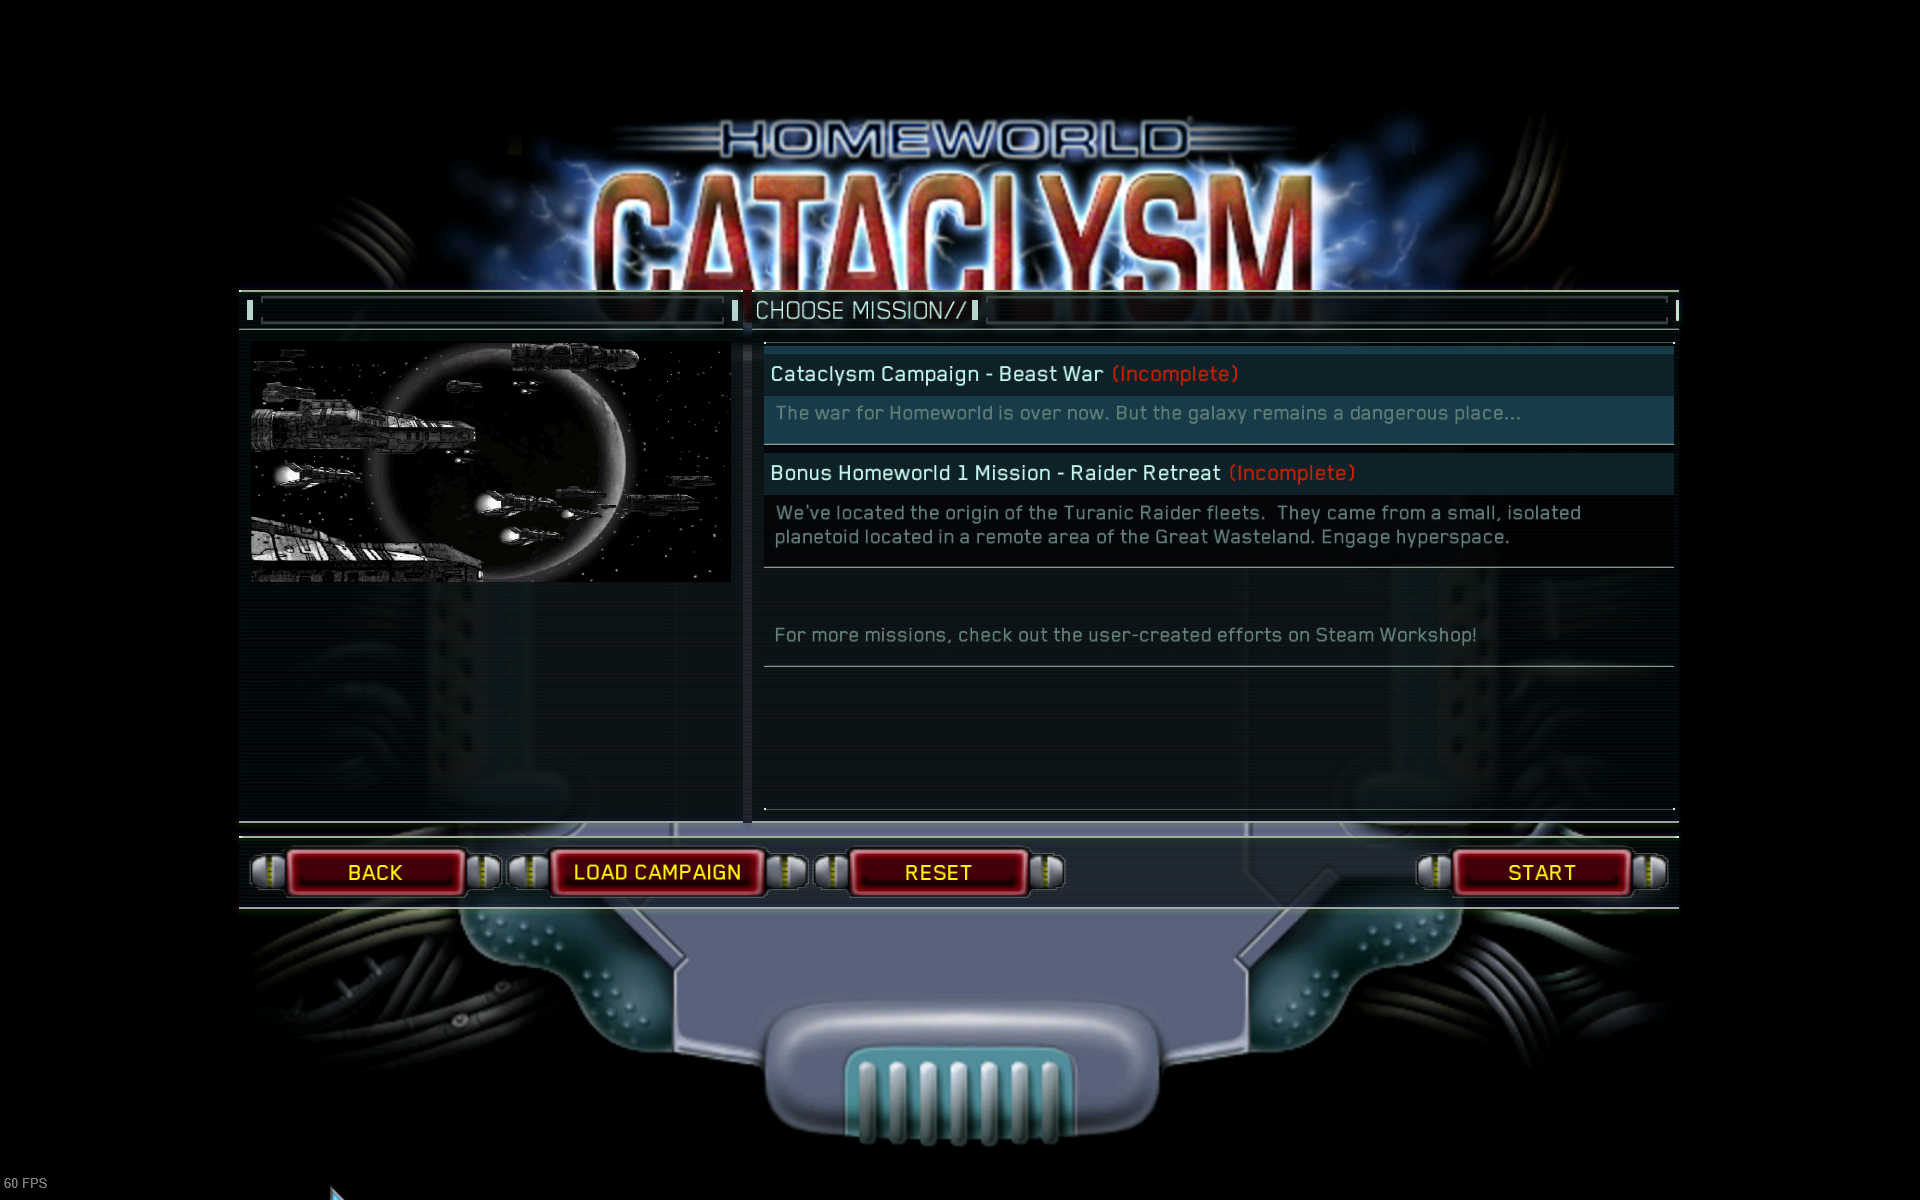 HOMEWORLD
CATACLYSM
CHOOSE MISSION//
Cataclysm Campaign - Beast War (Incomplete)
The war for Homeworld is over now. But the galaxy remains a dangerous place...
Bonus Homeworld 1 Mission - Raider Retreat (Incomplete)
We've located the origin of the Turanic Raider fleets.  They came from a small, isolated
planetoid located in a remote area of the Great Wasteland. Engage hyperspace.
For more missions, check out the user-created efforts on Steam Workshop!
BACK
LOAD CAMPAIGN
RESET
START
60 FPS